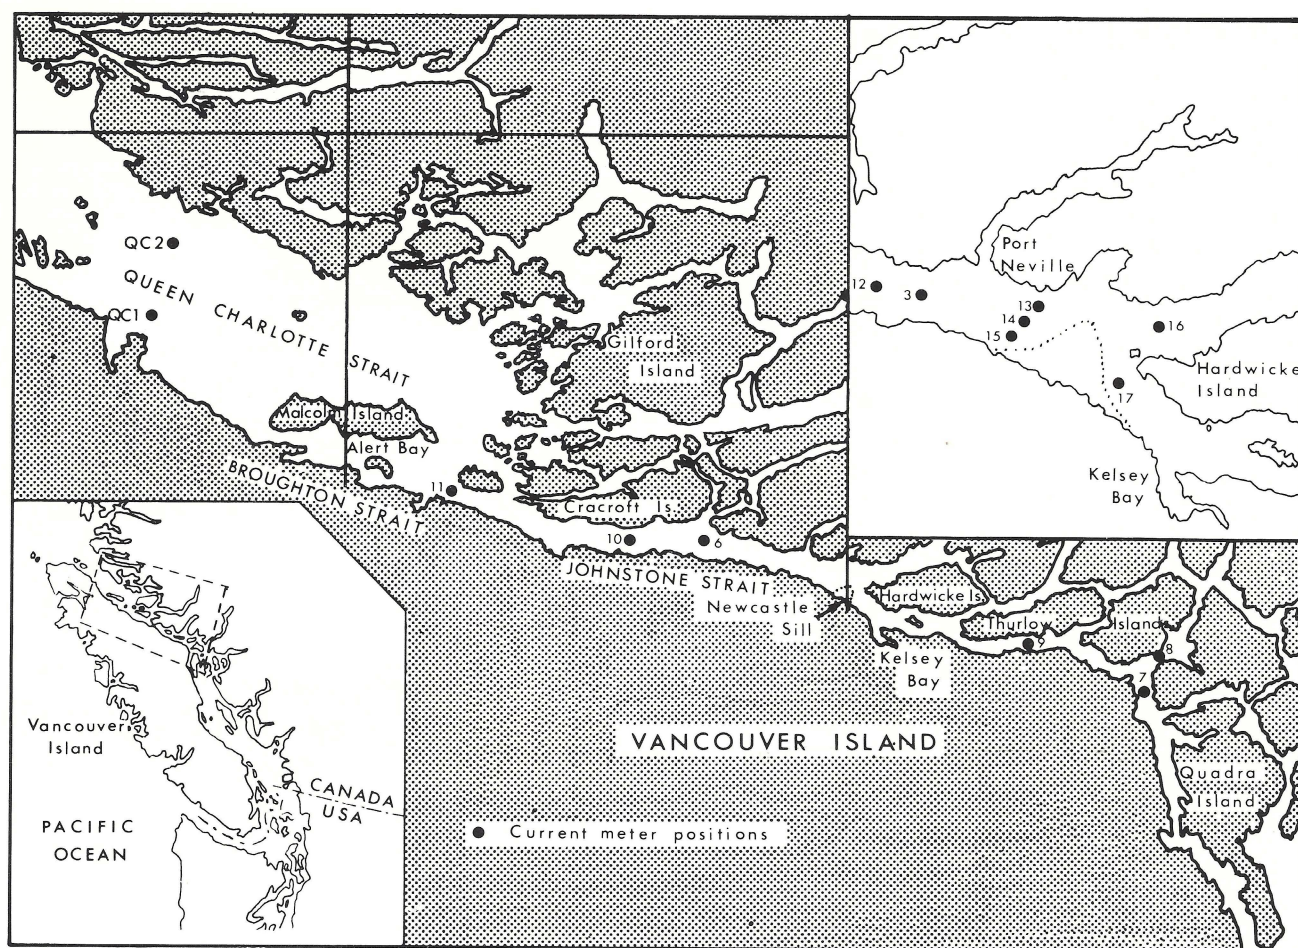 QC2
QUEEN CHARLOTTE STRAIT
QC1
Gilford
Island
Malcolm Island
Alert Bay
BROUGHTON STRAIT
11
Cracroft Is.
10
6
JOHNSTONE STRAIT
Newcastle
Sill
Hardwicke Is.
Thurlow
Islands
9
8
7
Kelsey
Bay
VANCOUVER ISLAND
Quadra
Island
Current meter positions
Port
Neville
12
3
13
14
15
16
17
Hardwicke
Island
Kelsey
Bay
Vancouver
Island
CANADA
USA
PACIFIC
OCEAN